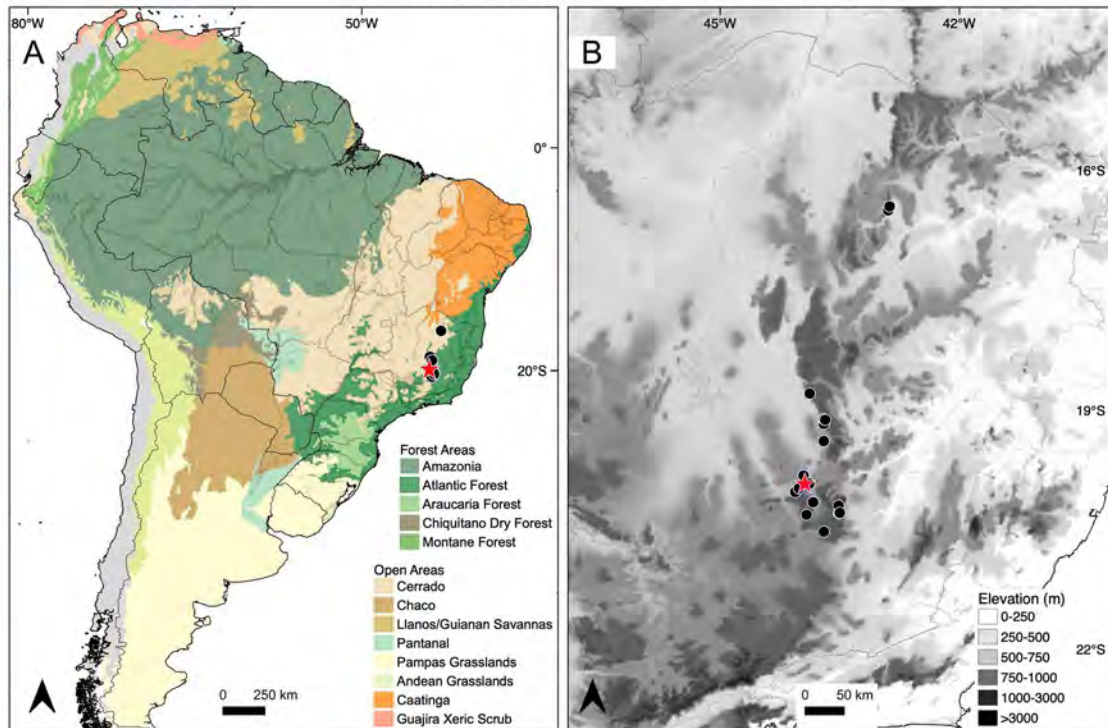 80°W 50°W
A
0°
20°S
Forest Areas
Amazonia
Atlantic Forest
Araucaria Forest
Chiquitano Dry Forest
Montane Forest
Open Areas
Cerrado
Chaco
Llanos/Guianan Savannas
Pantanal
Pampas Grasslands
Andean Grasslands
Caatinga
Guajira Xeric Scrub
0 250 km
45°W 42°W
B
16°S
19°S
22°S
Elevation (m)
0-250
250-500
500-750
750-1000
1000-3000
>3000
0 50 km